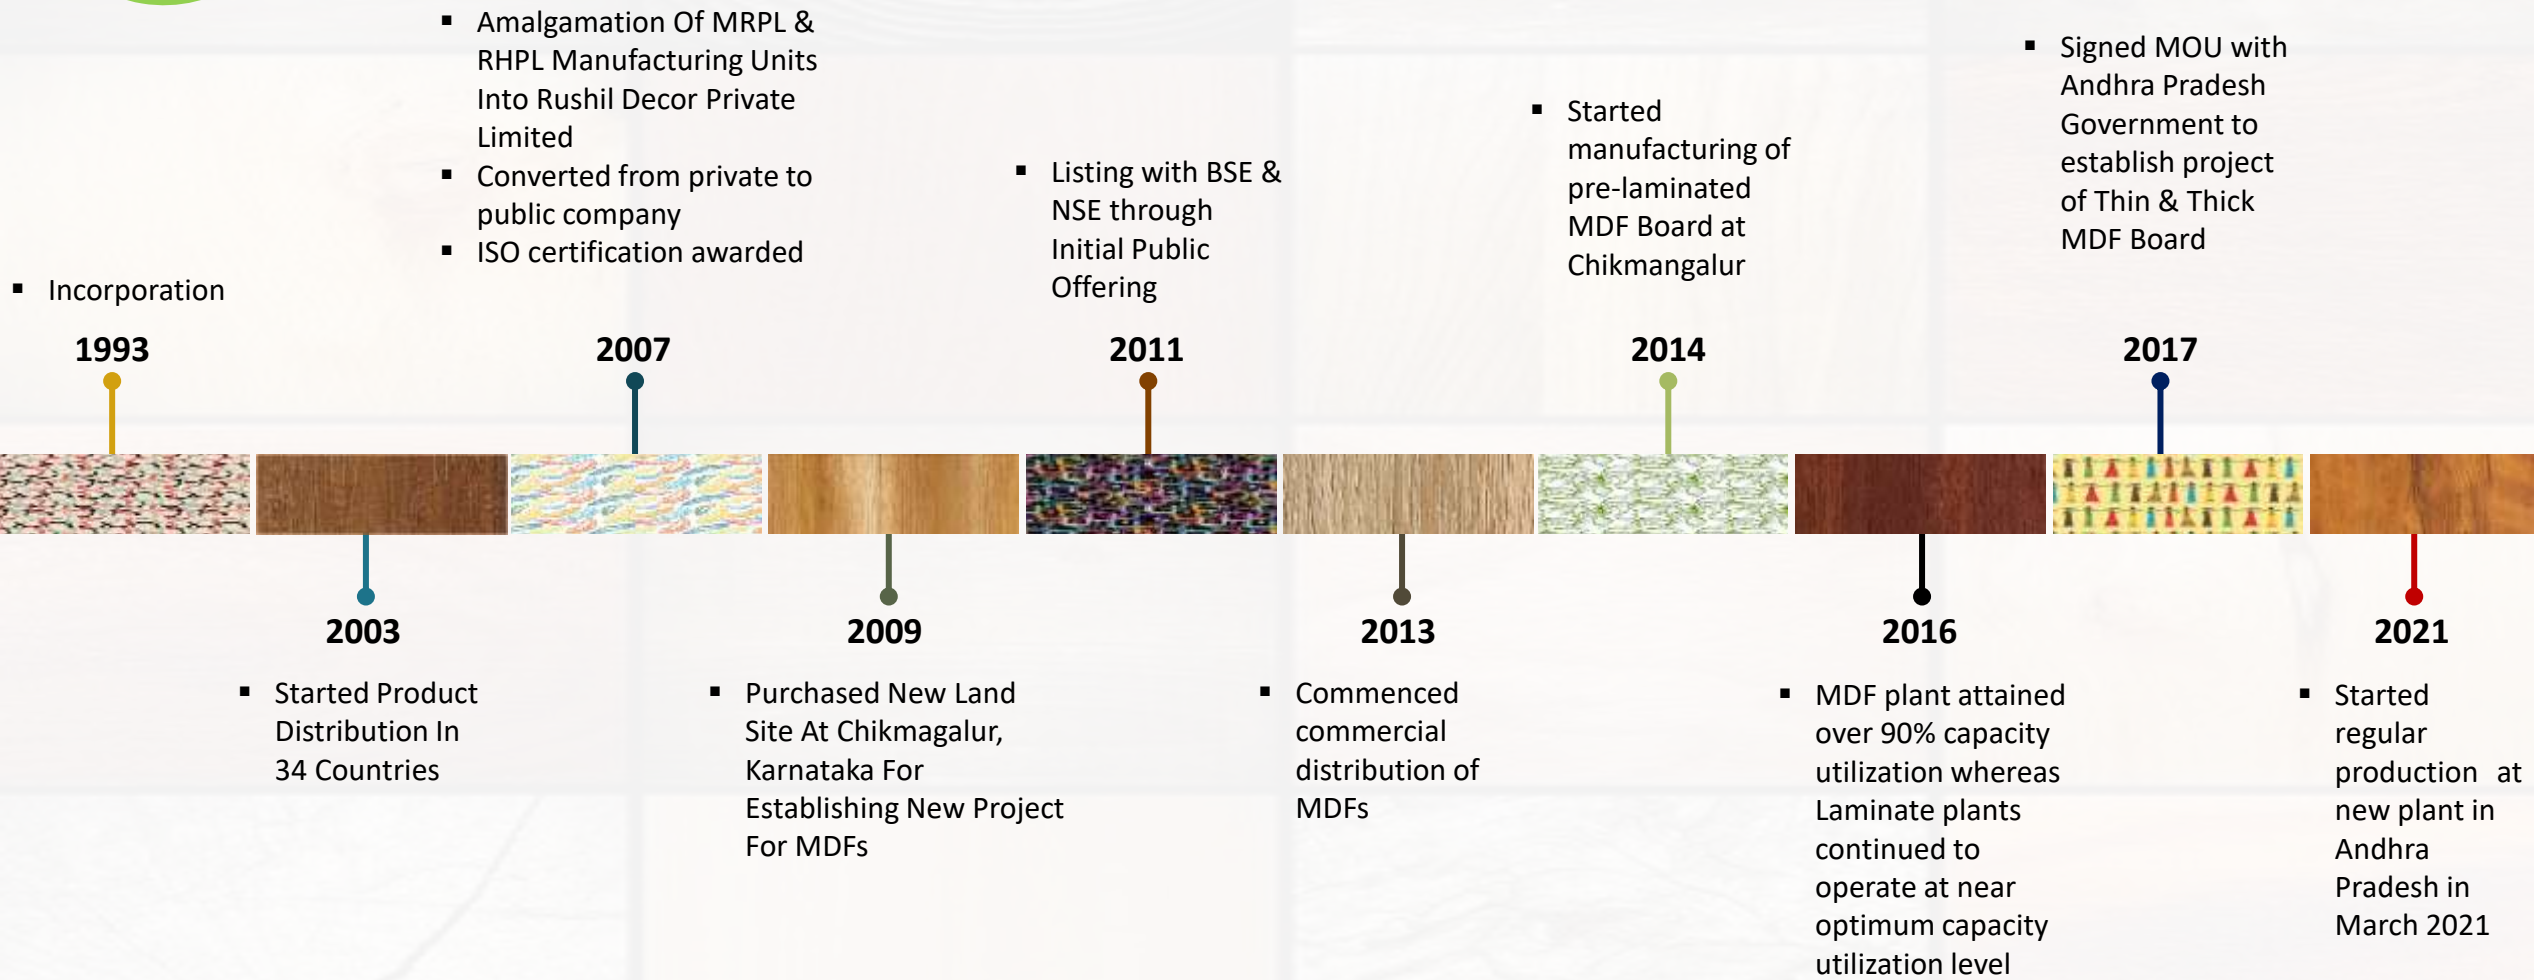 ▪ Incorporation
1993
▪ Started Product
Distribution In
34 Countries
2003
▪ Amalgamation Of MRPL &
RHPL Manufacturing Units
Into Rushil Decor Private
Limited
▪ Converted from private to
public company
▪ ISO certification awarded
2007
2009
▪ Purchased New Land
Site At Chikmagalur,
Karnataka For
Establishing New Project
For MDFs
▪ Listing with BSE &
NSE through
Initial Public
Offering
2011
2013
▪ Commenced
commercial
distribution of
MDFs
▪ Started
manufacturing of
pre-laminated
MDF Board at
Chikmangalur
2014
2016
▪ MDF plant attained
over 90% capacity
utilization whereas
Laminate plants
continued to
operate at near
optimum capacity
utilization level
▪ Signed MOU with
Andhra Pradesh
Government to
establish project
of Thin & Thick
MDF Board
2017
2021
▪ Started
regular
production at
new plant in
Andhra
Pradesh in
March 2021